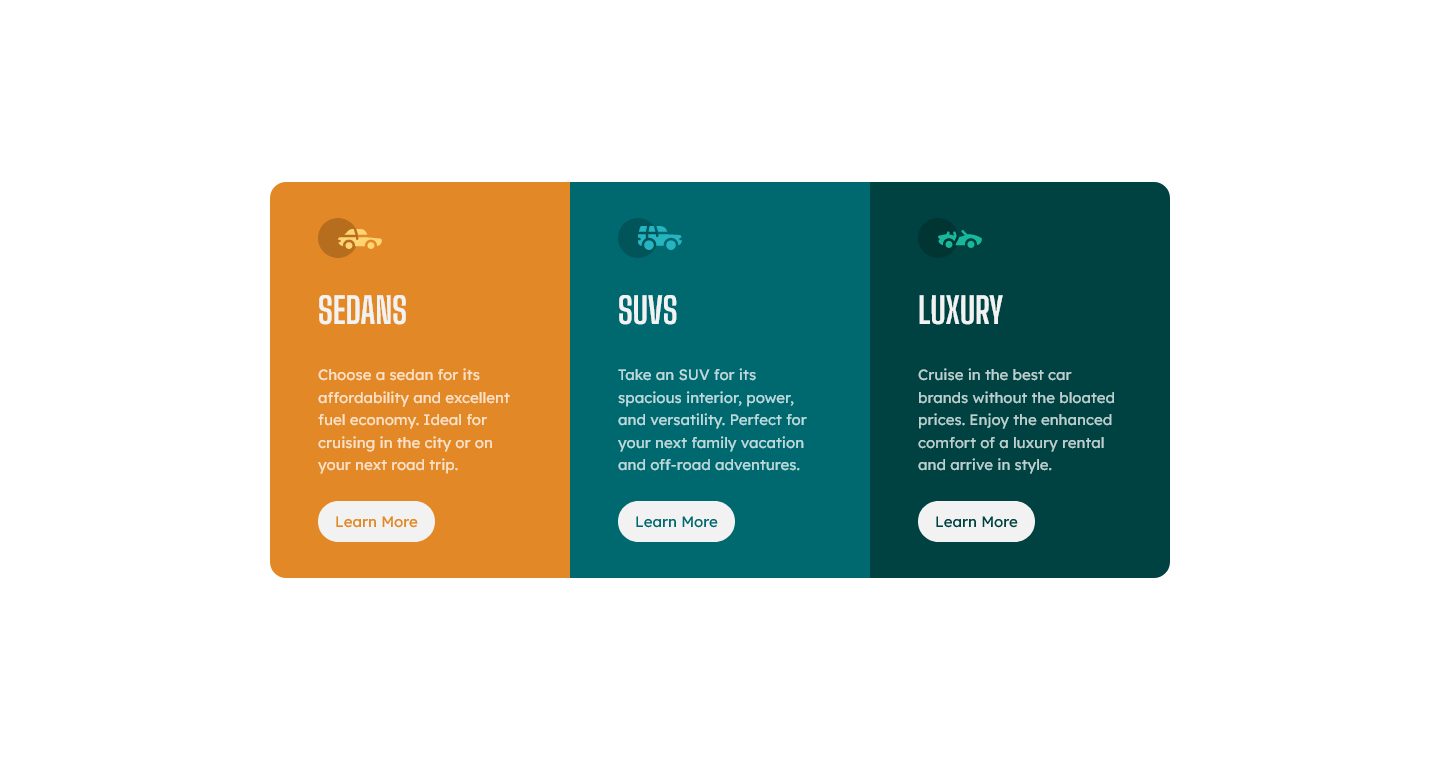 SEDANS
Choose a sedan for its
affordability and excellent
fuel economy. Ideal for
cruising in the city or on
your next road trip.
Learn More
SUVS
Take an SUV for its
spacious interior, power,
and versatility. Perfect for
your next family vacation
and off-road adventures.
Learn More
LUXURY
Cruise in the best car
brands without the bloated
prices. Enjoy the enhanced
comfort of a luxury rental
and arrive in style.
Learn More